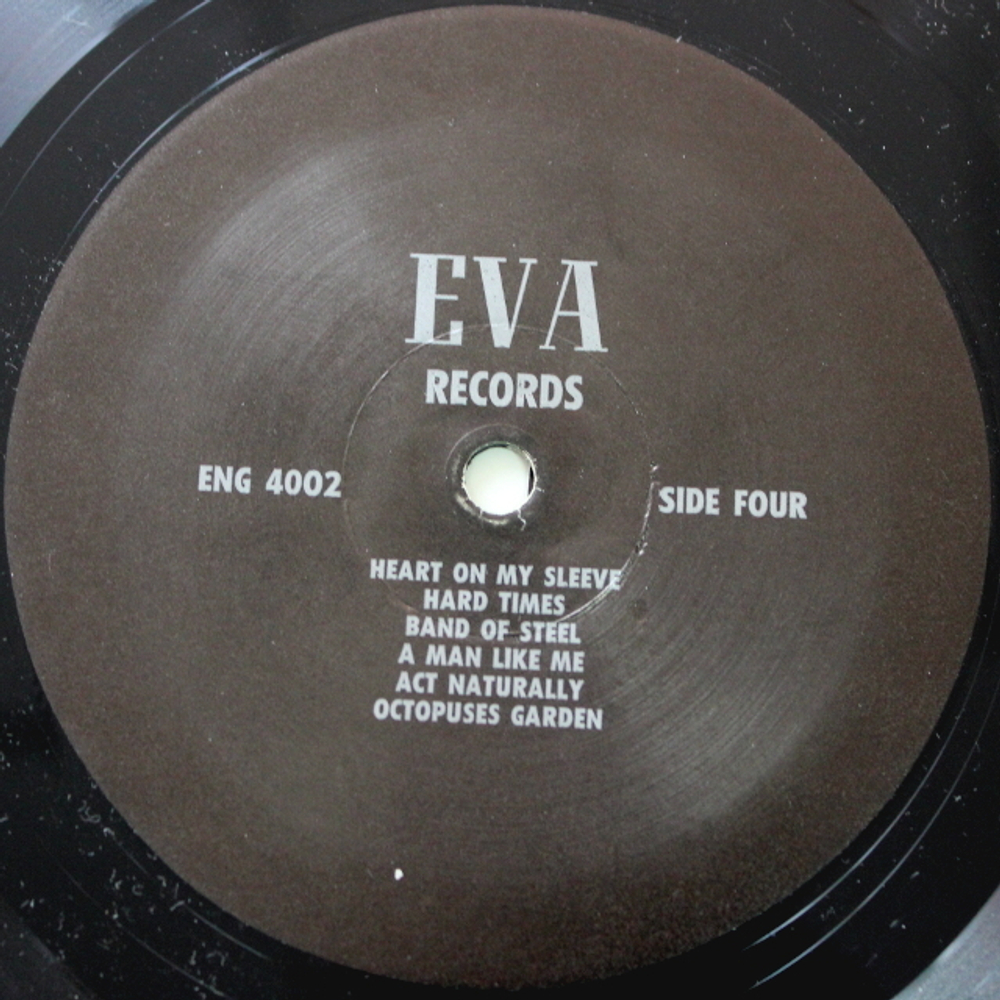 EVA
RECORDS
ENG 4002
SIDE FOUR
HEART ON MY SLEEVE
HARD TIMES
BAND OF STEEL
A MAN LIKE ME
ACT NATURALLY
OCTOPUSES GARDEN